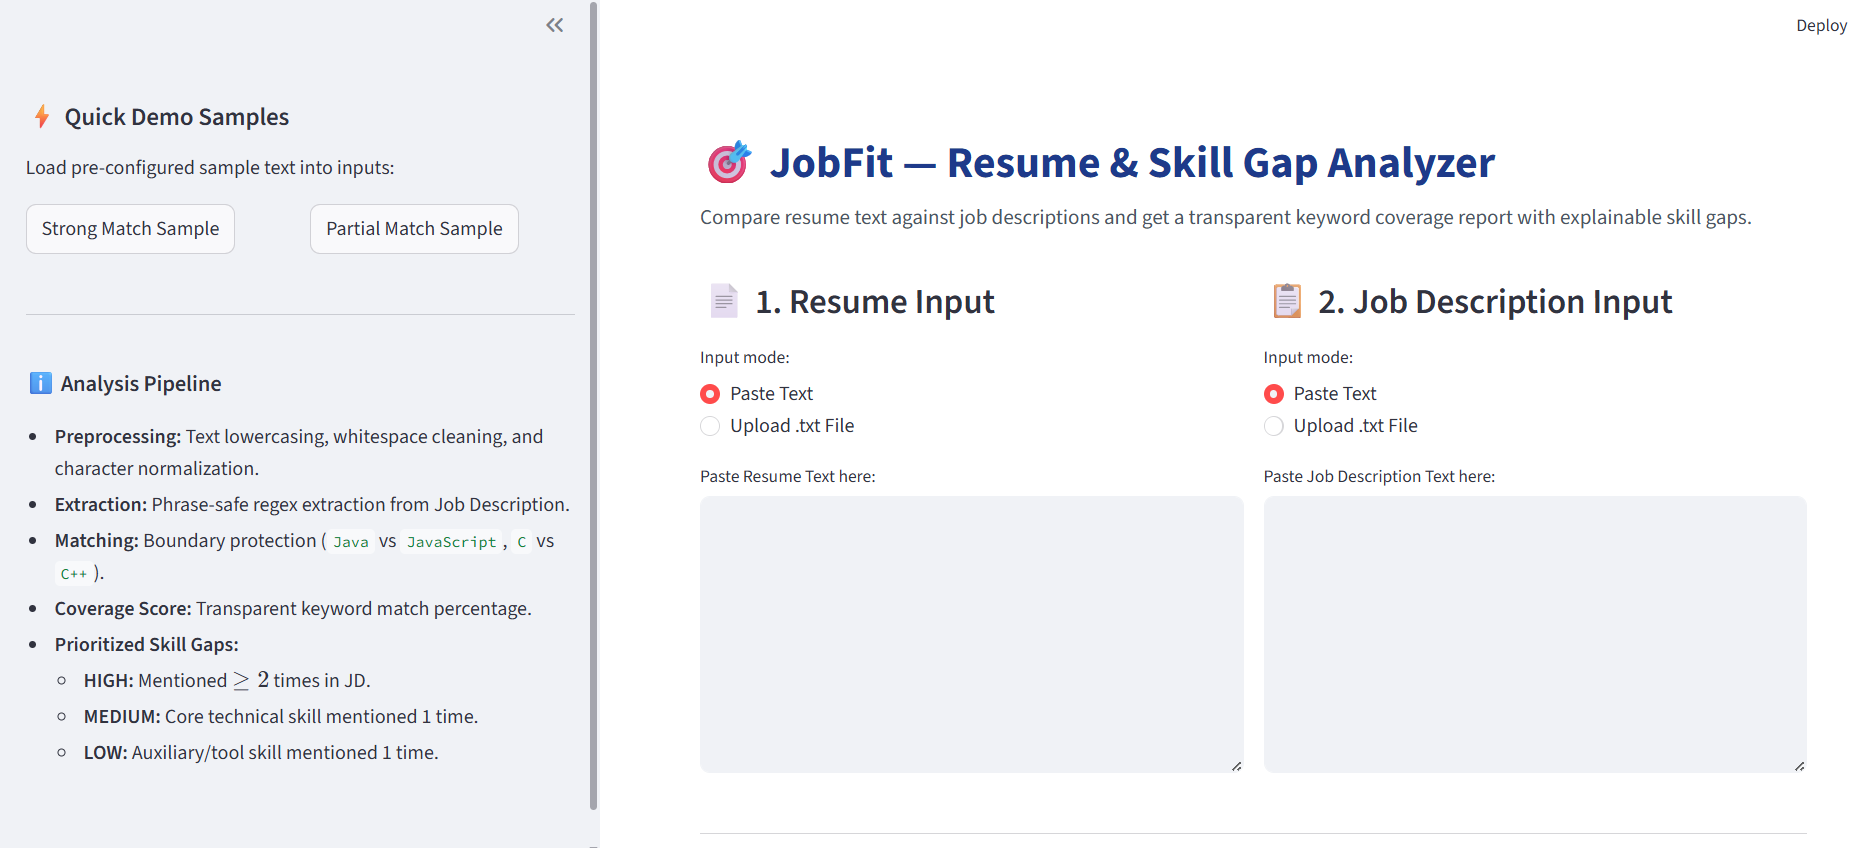 Deploy
⚡ Quick Demo Samples
Load pre-configured sample text into inputs:
Strong Match Sample
Partial Match Sample
ℹ️ Analysis Pipeline
• Preprocessing: Text lowercasing, whitespace cleaning, and
character normalization.
• Extraction: Phrase-safe regex extraction from Job Description.
• Matching: Boundary protection ( Java vs JavaScript , C vs
C++ ).
• Coverage Score: Transparent keyword match percentage.
• Prioritized Skill Gaps:
◦ HIGH: Mentioned ≥ 2 times in JD.
◦ MEDIUM: Core technical skill mentioned 1 time.
◦ LOW: Auxiliary/tool skill mentioned 1 time.
🎯 JobFit — Resume & Skill Gap Analyzer
Compare resume text against job descriptions and get a transparent keyword coverage report with explainable skill gaps.
📄 1. Resume Input
Input mode:
Paste Text
Upload .txt File
Paste Resume Text here:
📋 2. Job Description Input
Input mode:
Paste Text
Upload .txt File
Paste Job Description Text here: